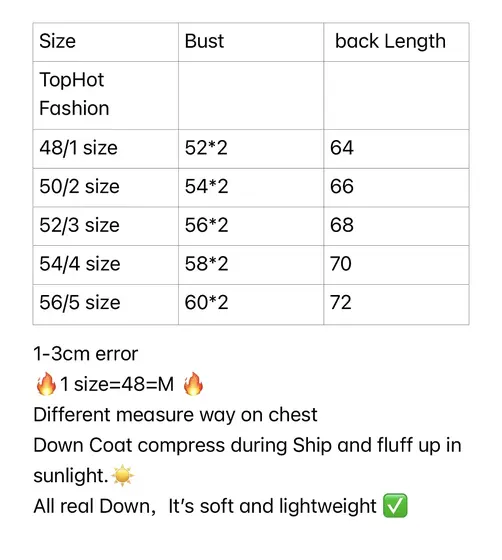 Size Bust back Length
TopHot
Fashion
48/1 size 52*2 64
50/2 size 54*2 66
52/3 size 56*2 68
54/4 size 58*2 70
56/5 size 60*2 72
1-3cm error
🔥1 size=48=M 🔥
Different measure way on chest
Down Coat compress during Ship and fluff up in
sunlight.☀️
All real Down，It's soft and lightweight ✅